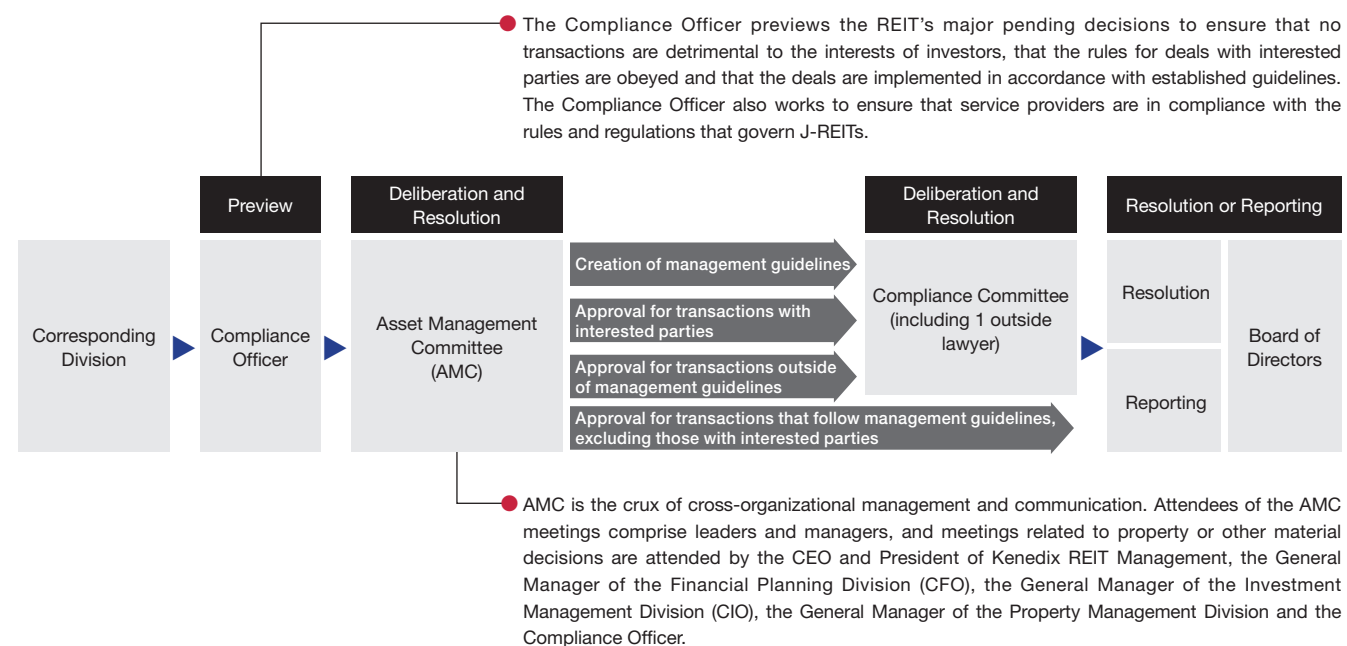 The Compliance Officer previews the REIT’s major pending decisions to ensure that no
transactions are detrimental to the interests of investors, that the rules for deals with interested
parties are obeyed and that the deals are implemented in accordance with established guidelines.
The Compliance Officer also works to ensure that service providers are in compliance with the
rules and regulations that govern J-REITs.
Preview
Deliberation and
Resolution
Deliberation and
Resolution
Resolution or Reporting
Corresponding
Division
Compliance
Officer
Asset Management
Committee
(AMC)
Creation of management guidelines
Approval for transactions with
interested parties
Approval for transactions outside
of management guidelines
Approval for transactions that follow management guidelines,
excluding those with interested parties
Compliance Committee
(including 1 outside
lawyer)
Resolution
Reporting
Board of
Directors
AMC is the crux of cross-organizational management and communication. Attendees of the AMC
meetings comprise leaders and managers, and meetings related to property or other material
decisions are attended by the CEO and President of Kenedix REIT Management, the General
Manager of the Financial Planning Division (CFO), the General Manager of the Investment
Management Division (CIO), the General Manager of the Property Management Division and the
Compliance Officer.